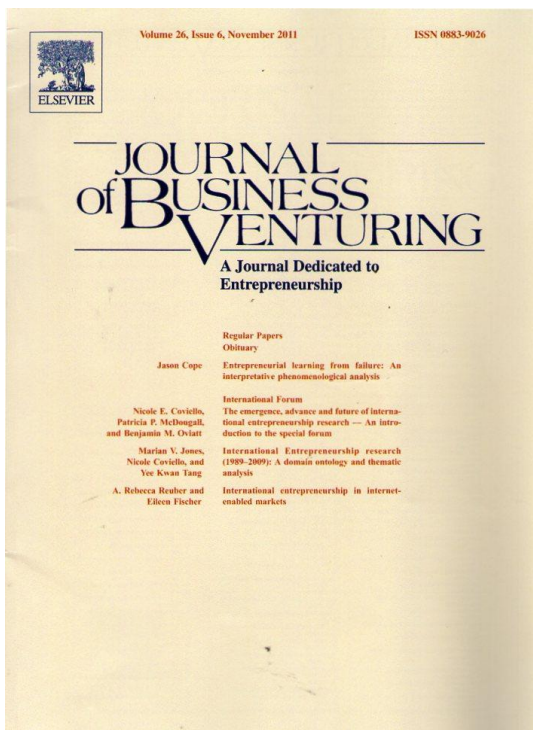 Volume 26, Issue 6, November 2011
ISSN 0883-9026
ELSEVIER
JOURNAL
of BUSINESS
VENTURING
A Journal Dedicated to
Entrepreneurship
Regular Papers
Obituary
Jason Cope
Entrepreneurial learning from failure: An
interpretative phenomenological analysis
International Forum
Nicole E. Coviello,
Patricia P. McDougall,
and Benjamin M. Oviatt
The emergence, advance and future of interna-
tional entrepreneurship research — An intro-
duction to the special forum
Marian V. Jones,
Nicole Coviello, and
Yee Kwan Tang
International Entrepreneurship research
(1989–2009): A domain ontology and thematic
analysis
A. Rebecca Reuber and
Eileen Fischer
International entrepreneurship in internet-
enabled markets